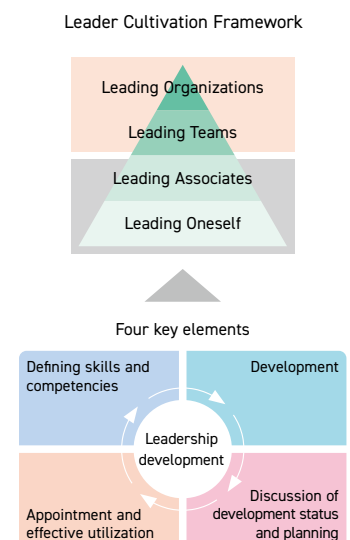 Leader Cultivation Framework
Leading Organizations
Leading Teams
Leading Associates
Leading Oneself
Four key elements
Defining skills and
competencies
Development
Leadership
development
Appointment and
effective utilization
Discussion of
development status
and planning